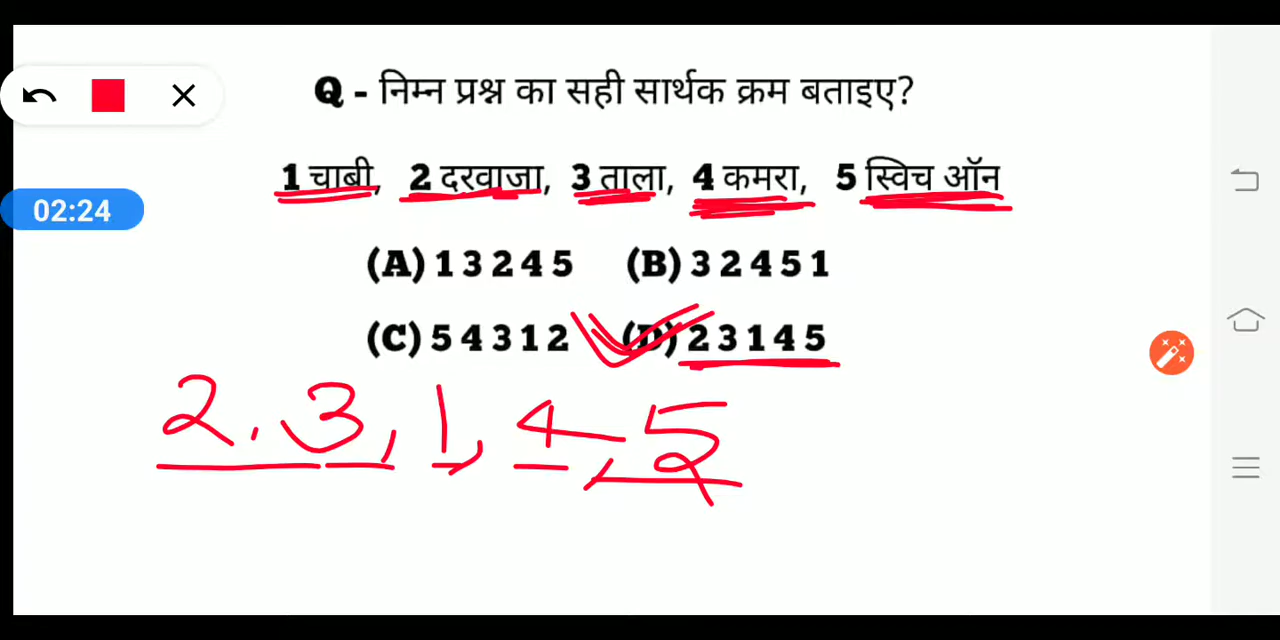 Q - निम्न प्रश्न का सही सार्थक क्रम बताइए?
1 चाबी, 2 दरवाजा, 3 ताला, 4 कमरा, 5 स्विच ऑन
02:24
(A) 1 3 2 4 5 (B) 3 2 4 5 1
(C) 5 4 3 1 2 (D) 2 3 1 4 5
2. 3, 1, 4, 5